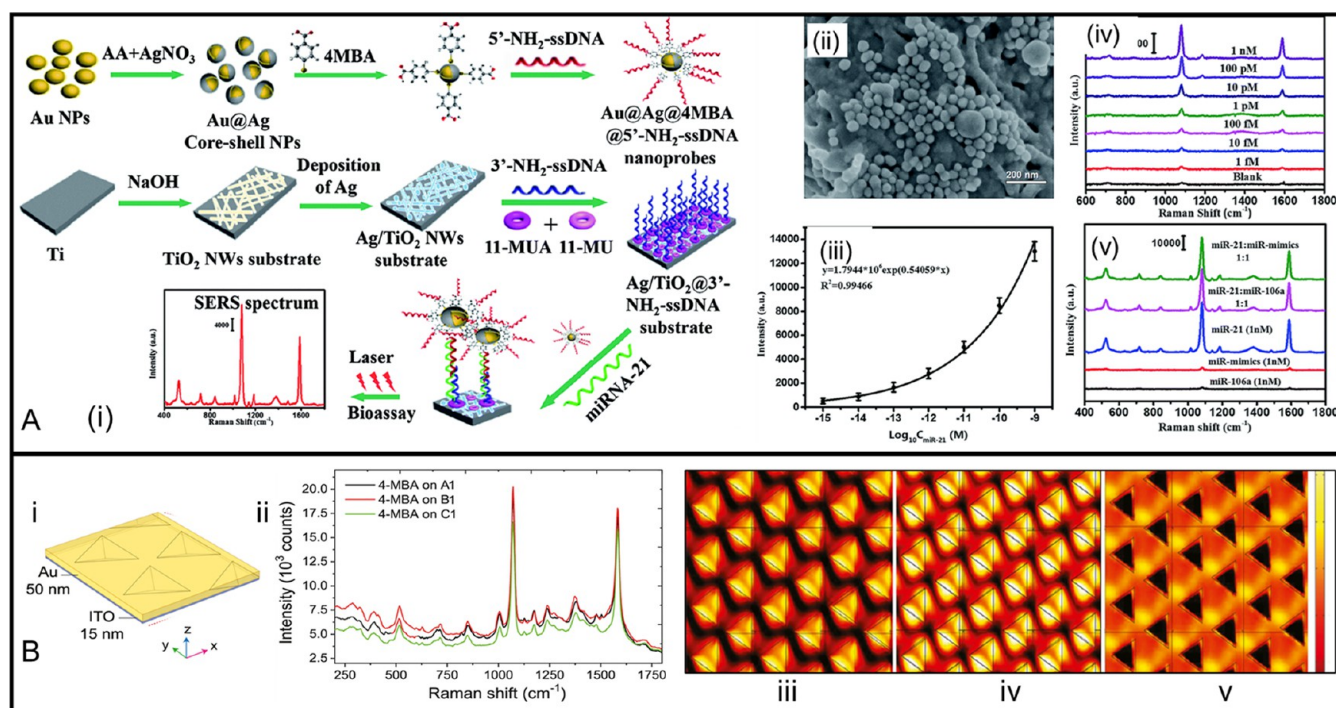 AA+AgNO3
4MBA
5'-NH2-ssDNA
Au NPs
Au@Ag
Core-shell NPs
Au@Ag@4MBA
@5'-NH2-ssDNA
nanoprobes
NaOH
Deposition
of Ag
3'-NH2-ssDNA
11-MUA + 11-MU
Ti
TiO2 NWs substrate
Ag/TiO2 NWs
substrate
Ag/TiO2@3'-
NH2-ssDNA
substrate
SERS spectrum
4000
Intensity (a.u.)
400 800 1200 1600
Raman Shift (cm-1)
Laser
Bioassay
miRNA-21
A
(i)
(ii)
200 nm
(iii)
14000
12000
10000
8000
6000
4000
2000
0
y=1.7944*10^6exp(0.54059*x)
R2=0.99466
Intensity (a.u.)
-15 -14 -13 -12 -11 -10 -9
Log10CmiR-21 (M)
(iv)
00
1 nM
100 pM
10 pM
1 pM
100 fM
10 fM
1 fM
Blank
Intensity (a.u.)
600 800 1000 1200 1400 1600 1800
Raman Shift (cm-1)
(v)
10000
miR-21:miR-mimics
1:1
miR-21:miR-106a
1:1
miR-21 (1nM)
miR-mimics (1nM)
miR-106a (1nM)
Intensity (a.u.)
400 600 800 1000 1200 1400 1600 1800
Raman shift (cm-1)
B
i
Au
50 nm
ITO
15 nm
z
y
x
ii
4-MBA on A1
4-MBA on B1
4-MBA on C1
20.0
17.5
15.0
12.5
10.0
7.5
5.0
2.5
Intensity (10³ counts)
250 500 750 1000 1250 1500 1750
Raman shift (cm-1)
iii
iv
v